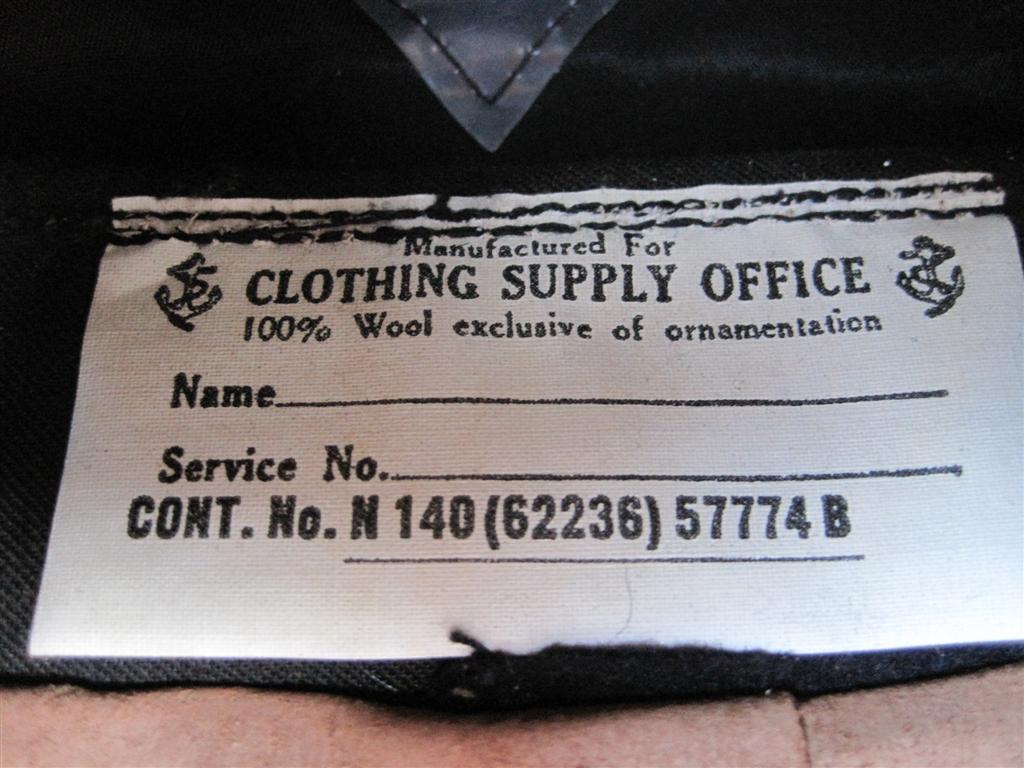 Manufactured For
CLOTHING SUPPLY OFFICE
100% Wool exclusive of ornamentation
Name
Service No.
CONT. No. N 140 (62236) 57774 B